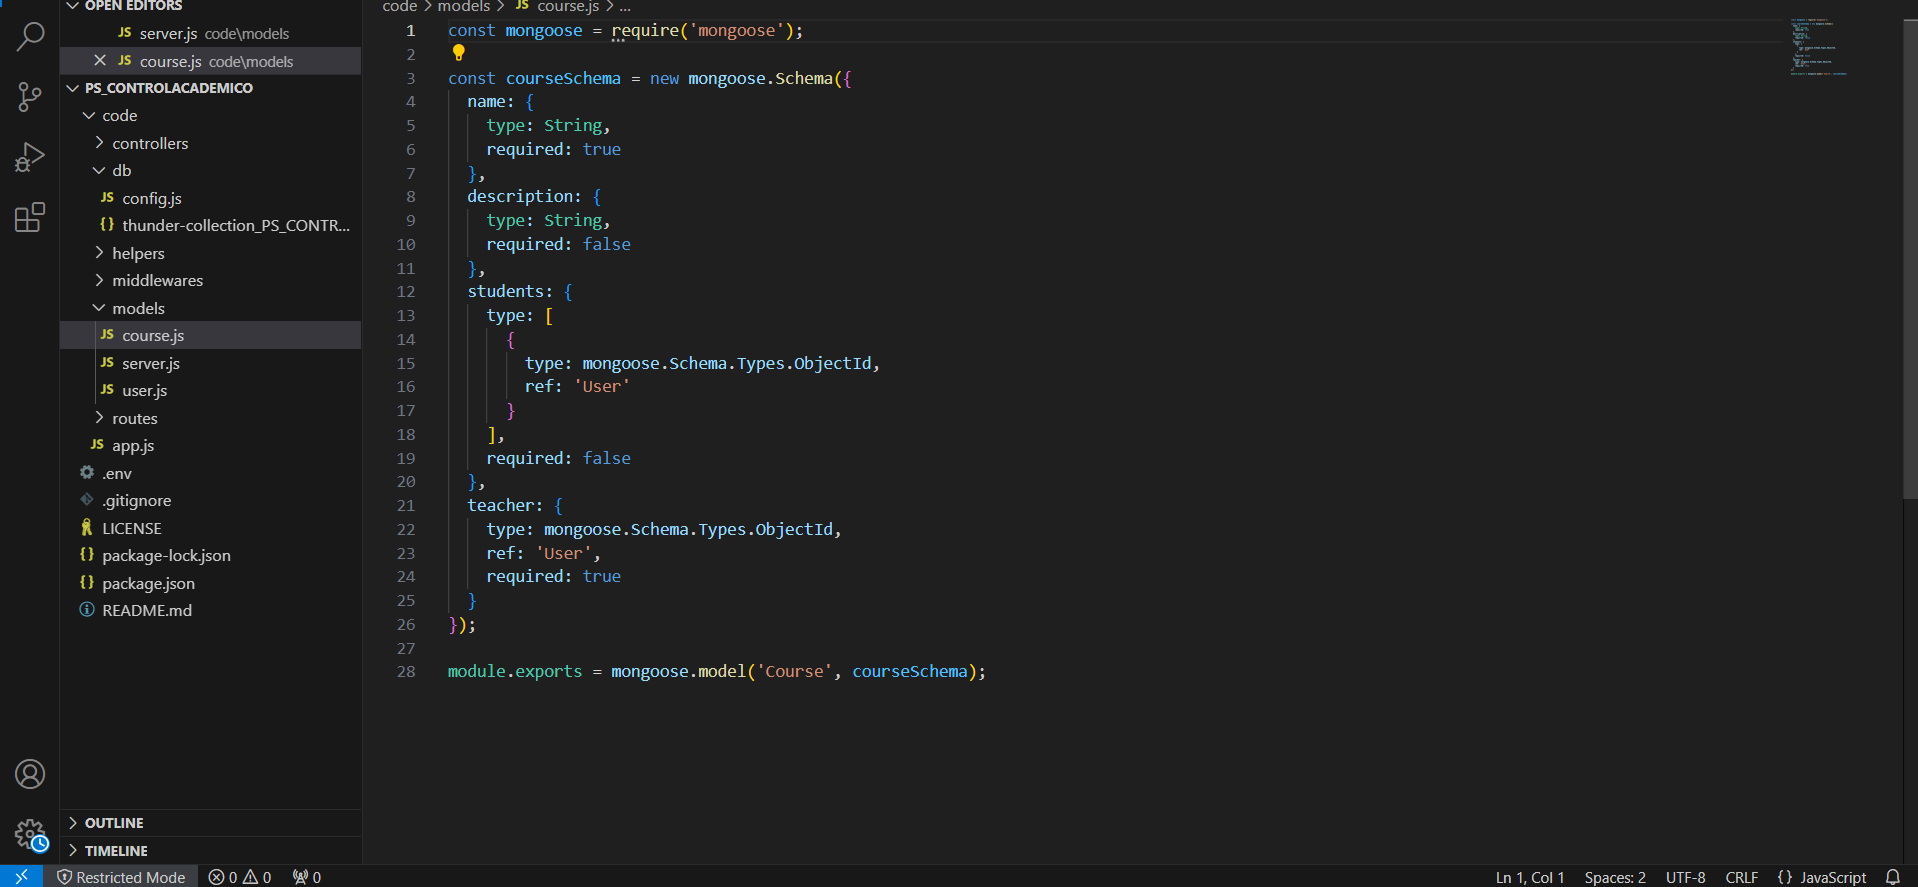 OPEN EDITORS
JS server.js code\models
JS course.js code\models
PS_CONTROLACADEMICO
code
controllers
db
JS config.js
{} thunder-collection_PS_CONTR...
helpers
middlewares
models
JS course.js
JS server.js
JS user.js
routes
JS app.js
.env
.gitignore
LICENSE
{} package-lock.json
{} package.json
README.md
OUTLINE
TIMELINE
code > models > JS course.js > ...
1 const mongoose = require('mongoose');
2
3 const courseSchema = new mongoose.Schema({
4 name: {
5 type: String,
6 required: true
7 },
8 description: {
9 type: String,
10 required: false
11 },
12 students: {
13 type: [
14 {
15 type: mongoose.Schema.Types.ObjectId,
16 ref: 'User'
17 }
18 ],
19 required: false
20 },
21 teacher: {
22 type: mongoose.Schema.Types.ObjectId,
23 ref: 'User',
24 required: true
25 }
26 });
27
28 module.exports = mongoose.model('Course', courseSchema);
Restricted Mode 0 0 0 Ln 1, Col 1 Spaces: 2 UTF-8 CRLF {} JavaScript